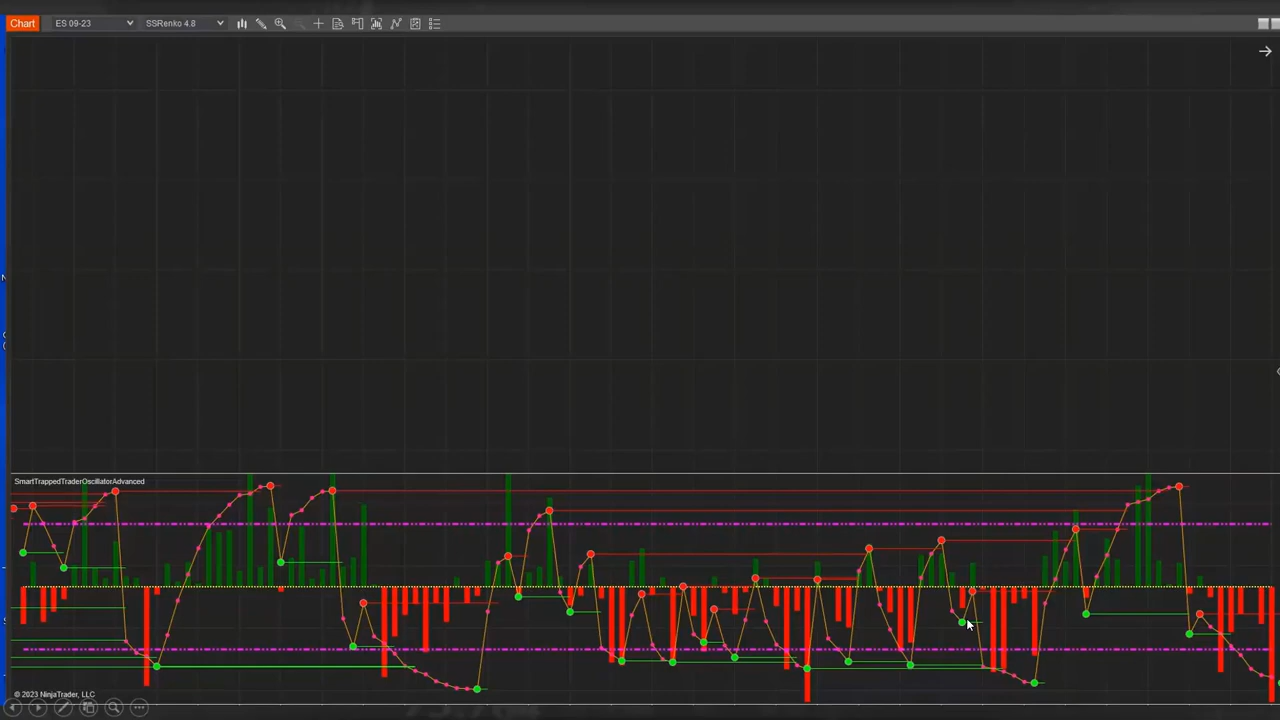 Chart ES 09-23 SSRenko 4.8
SmartTrappedTraderOscillatorAdvanced
© 2023 NinjaTrader, LLC